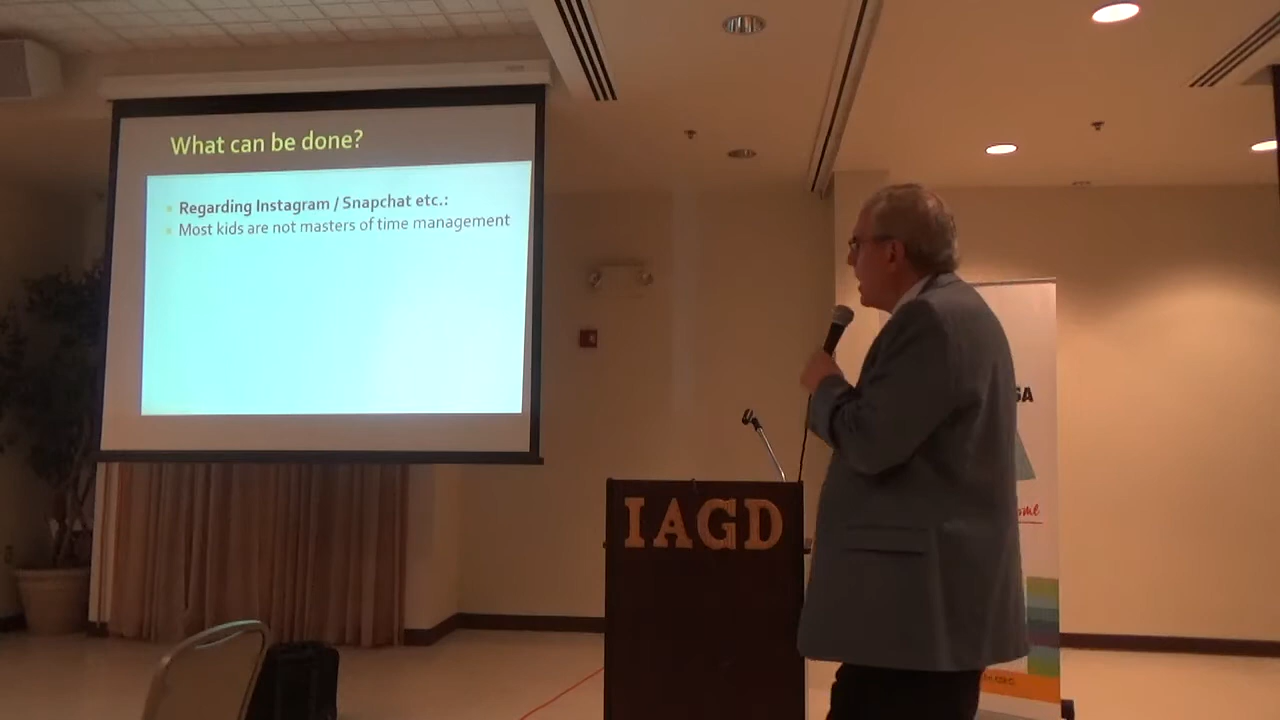 What can be done?
Regarding Instagram / Snapchat etc.:
Most kids are not masters of time management
IAGD